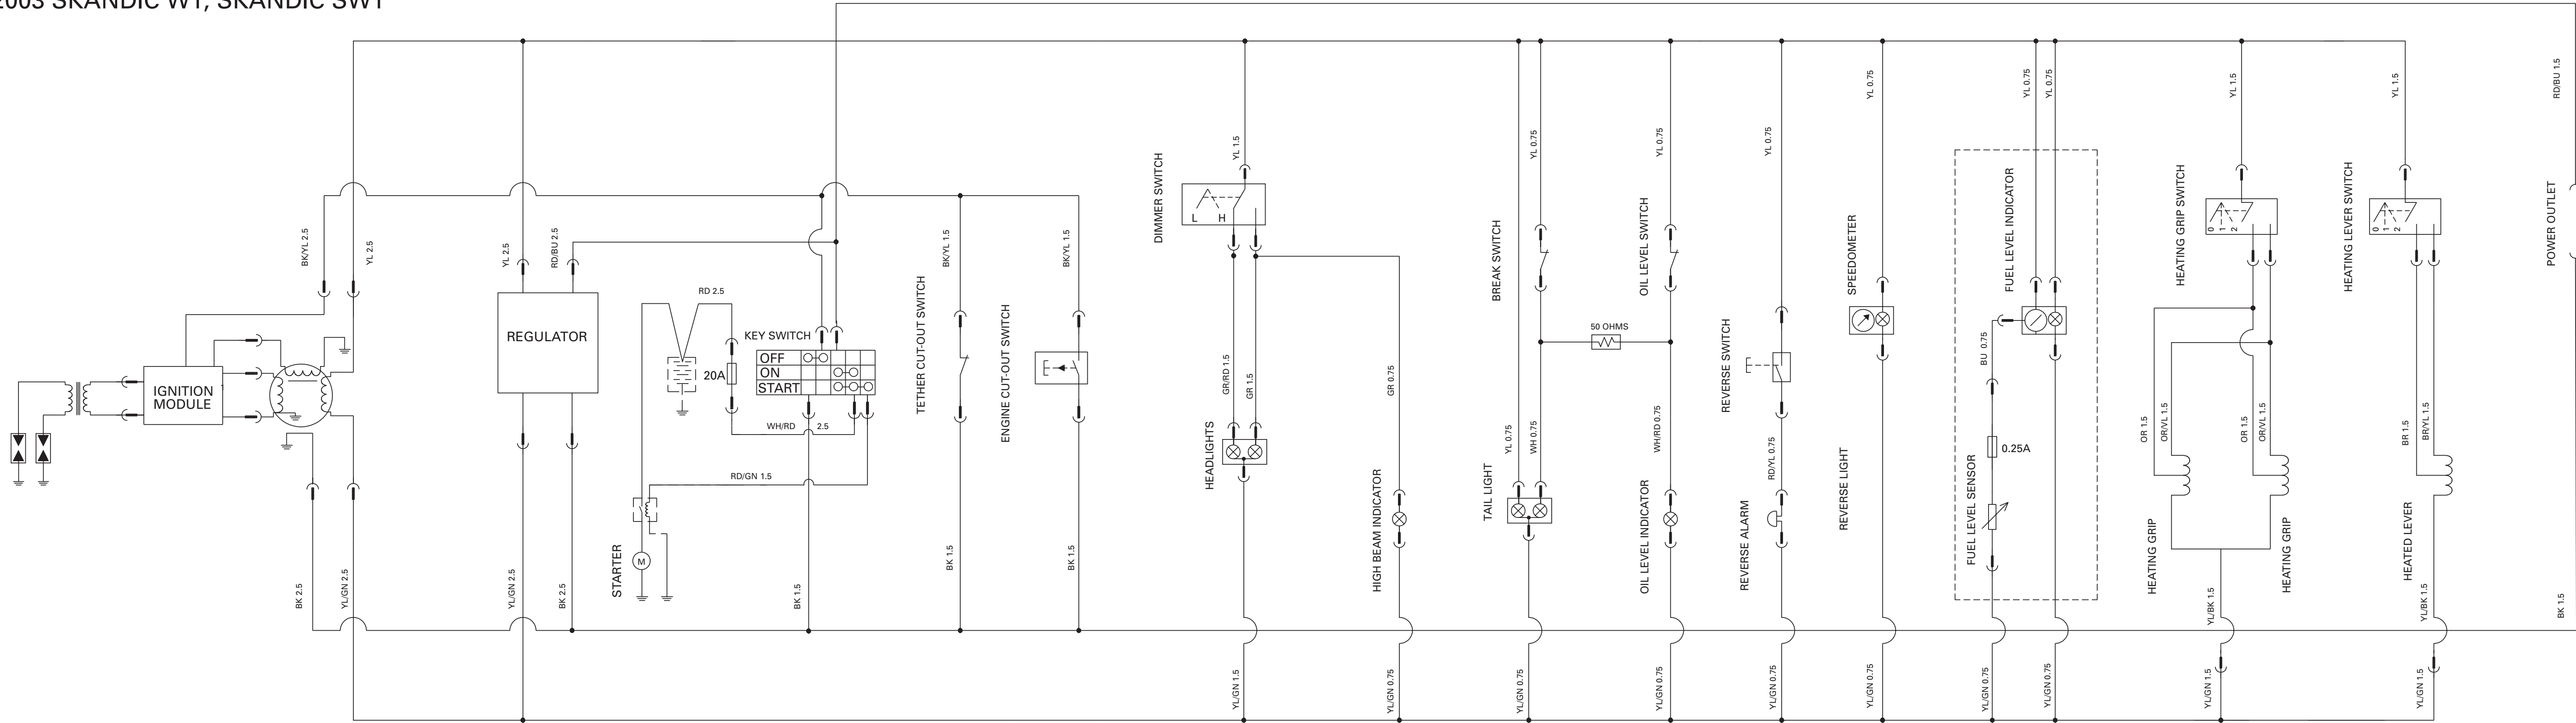 2003 SKANDIC WT, SKANDIC SWT
BK/YL 2.5
YL 2.5
YL 2.5
RD/BU 2.5
BK/YL 1.5
BK/YL 1.5
IGNITION
MODULE
REGULATOR
RD 2.5
20A
KEY SWITCH
OFF
ON
START
WH/RD 2.5
RD/GN 1.5
M
STARTER
TETHER CUT-OUT SWITCH
ENGINE CUT-OUT SWITCH
BK 2.5
YL/GN 2.5
YL/GN 2.5
BK 2.5
BK 1.5
BK 1.5
BK 1.5
DIMMER SWITCH
YL 1.5
L H
GR/RD 1.5
GR 1.5
GR 0.75
HEADLIGHTS
HIGH BEAM INDICATOR
YL/GN 1.5
YL/GN 0.75
BREAK SWITCH
YL 0.75
YL 0.75
WH 0.75
TAIL LIGHT
YL/GN 0.75
50 OHMS
OIL LEVEL SWITCH
YL 0.75
WH/RD 0.75
OIL LEVEL INDICATOR
YL/GN 0.75
YL 0.75
REVERSE SWITCH
RD/YL 0.75
REVERSE ALARM
YL/GN 0.75
YL 0.75
SPEEDOMETER
REVERSE LIGHT
YL/GN 0.75
YL 0.75
YL 0.75
FUEL LEVEL INDICATOR
BU 0.75
0.25A
FUEL LEVEL SENSOR
YL/GN 0.75
YL/GN 0.75
YL 1.5
HEATING GRIP SWITCH
0 1 2
OR 1.5
OR/VL 1.5
OR 1.5
OR/VL 1.5
HEATING GRIP
HEATING GRIP
YL/BK 1.5
YL/GN 1.5
YL 1.5
HEATING LEVER SWITCH
0 1 2
BR 1.5
BR/YL 1.5
HEATED LEVER
YL/BK 1.5
YL/GN 1.5
RD/BU 1.5
POWER OUTLET
BK 1.5